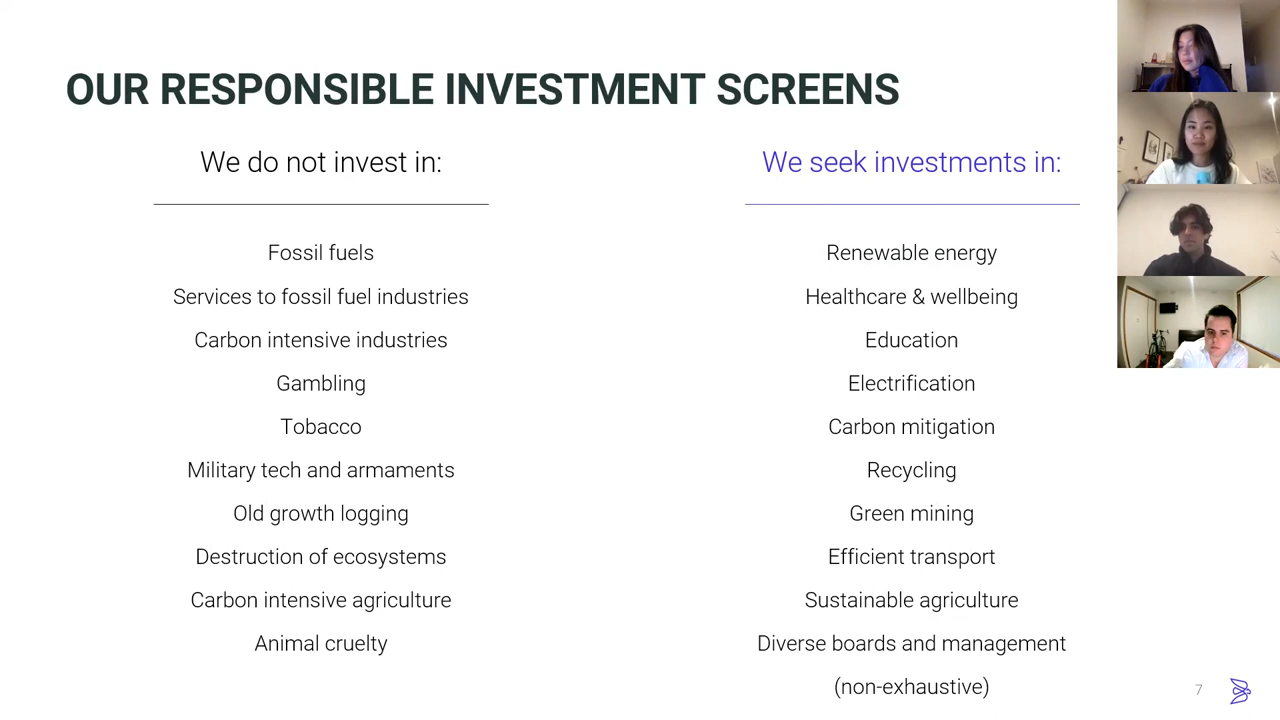 OUR RESPONSIBLE INVESTMENT SCREENS
We do not invest in:
Fossil fuels
Services to fossil fuel industries
Carbon intensive industries
Gambling
Tobacco
Military tech and armaments
Old growth logging
Destruction of ecosystems
Carbon intensive agriculture
Animal cruelty
We seek investments in:
Renewable energy
Healthcare & wellbeing
Education
Electrification
Carbon mitigation
Recycling
Green mining
Efficient transport
Sustainable agriculture
Diverse boards and management
(non-exhaustive)
7